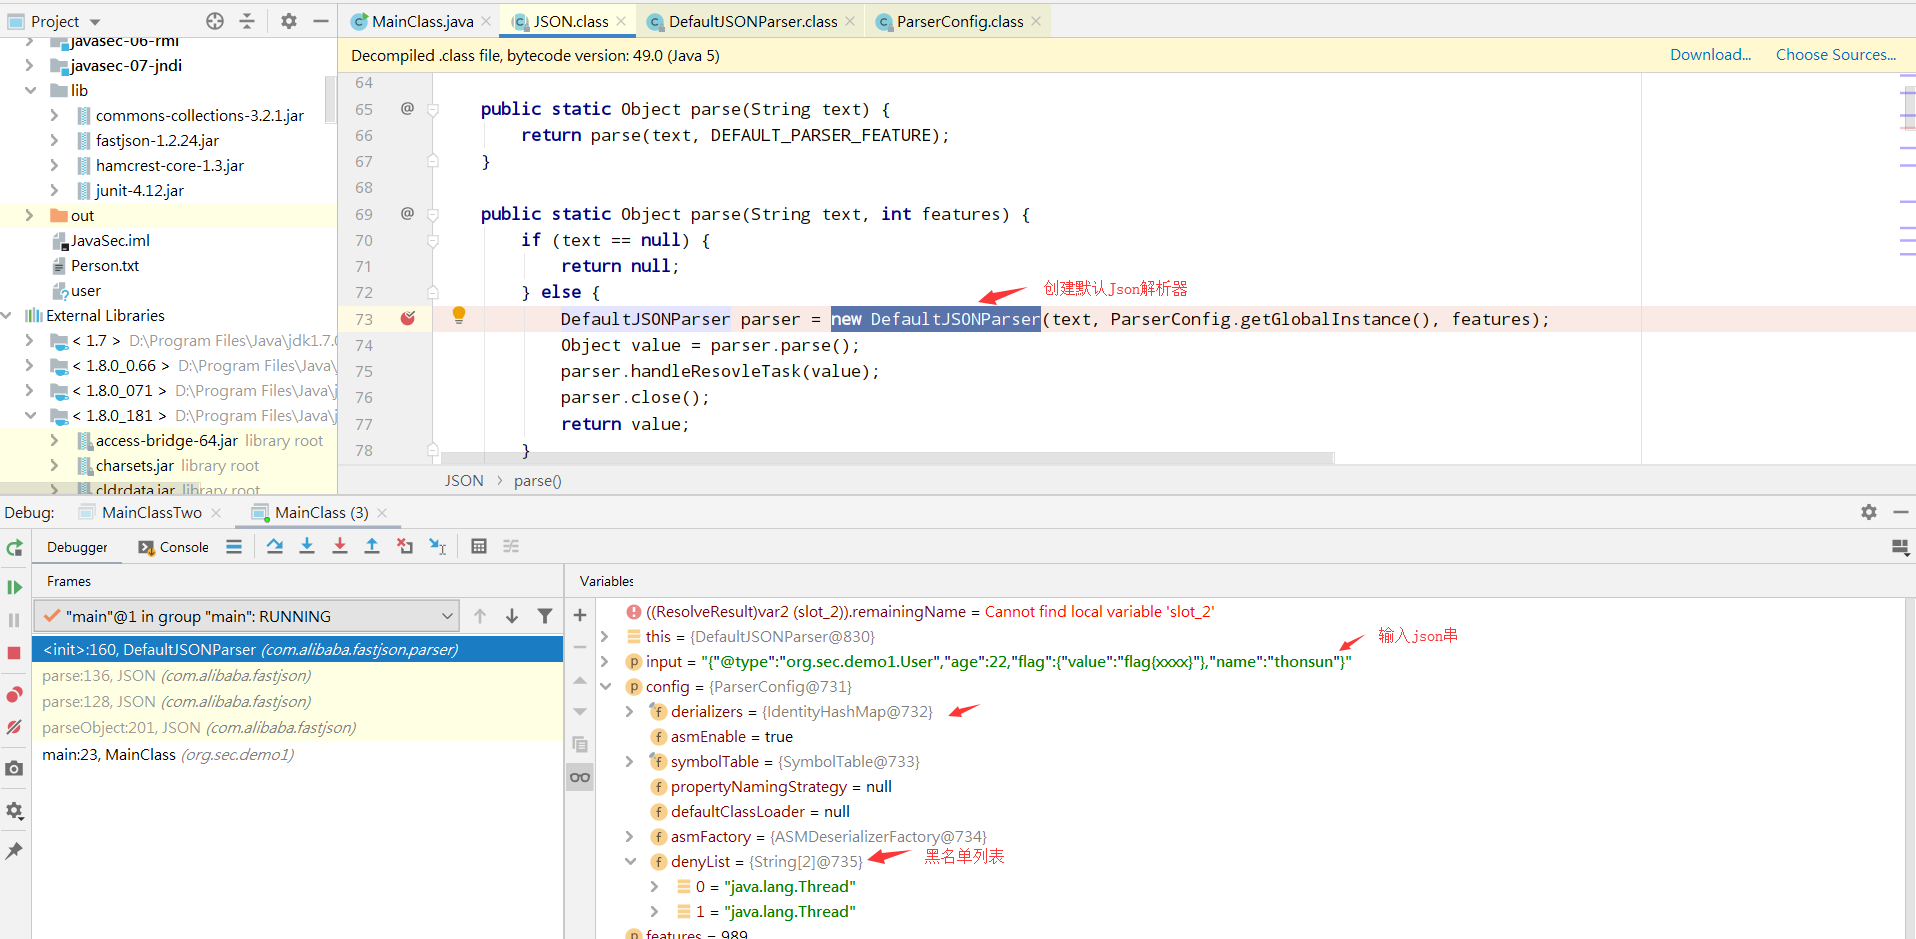 Project
MainClass.java
JSON.class
DefaultJSONParser.class
ParserConfig.class
javasec-06-rmi
javasec-07-jndi
lib
commons-collections-3.2.1.jar
fastjson-1.2.24.jar
hamcrest-core-1.3.jar
junit-4.12.jar
out
JavaSec.iml
Person.txt
user
External Libraries
< 1.7 > D:\Program Files\Java\jdk1.7.0
< 1.8.0_0.66 > D:\Program Files\Java\
< 1.8.0_071 > D:\Program Files\Java\j
< 1.8.0_181 > D:\Program Files\Java\j
access-bridge-64.jar library root
charsets.jar library root
cldrdata.jar library root
Decompiled .class file, bytecode version: 49.0 (Java 5)
Download...
Choose Sources...
64
65 @ public static Object parse(String text) {
66 return parse(text, DEFAULT_PARSER_FEATURE);
67 }
68
69 @ public static Object parse(String text, int features) {
70 if (text == null) {
71 return null;
72 } else {
创建默认Json解析器
73 DefaultJSONParser parser = new DefaultJSONParser(text, ParserConfig.getGlobalInstance(), features);
74 Object value = parser.parse();
75 parser.handleResovleTask(value);
76 parser.close();
77 return value;
78 }
JSON > parse()
Debug:
MainClassTwo
MainClass (3)
Debugger
Console
Frames
"main"@1 in group "main": RUNNING
<init>:160, DefaultJSONParser (com.alibaba.fastjson.parser)
parse:136, JSON (com.alibaba.fastjson)
parse:128, JSON (com.alibaba.fastjson)
parseObject:201, JSON (com.alibaba.fastjson)
main:23, MainClass (org.sec.demo1)
Variables
((ResolveResult)var2 (slot_2)).remainingName = Cannot find local variable 'slot_2'
this = {DefaultJSONParser@830}
输入json串
p input = "{"@type":"org.sec.demo1.User","age":22,"flag":{"value":"flag{xxxx}"},"name":"thonsun"}"
p config = {ParserConfig@731}
f derializers = {IdentityHashMap@732}
f asmEnable = true
f symbolTable = {SymbolTable@733}
f propertyNamingStrategy = null
f defaultClassLoader = null
f asmFactory = {ASMDeserializerFactory@734}
f denyList = {String[2]@735}
黑名单列表
0 = "java.lang.Thread"
1 = "java.lang.Thread"
p features = 989